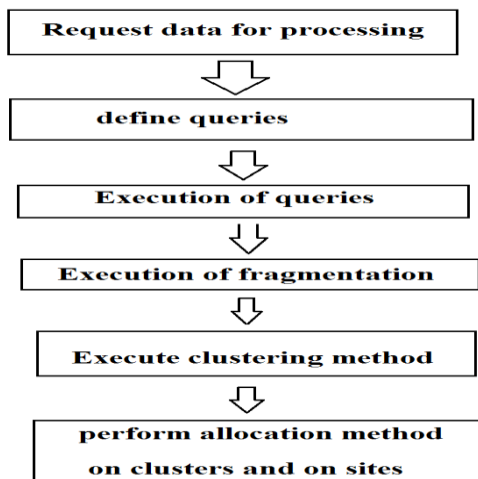 Request data for processing
define queries
Execution of queries
Execution of fragmentation
Execute clustering method
perform allocation method
on clusters and on sites